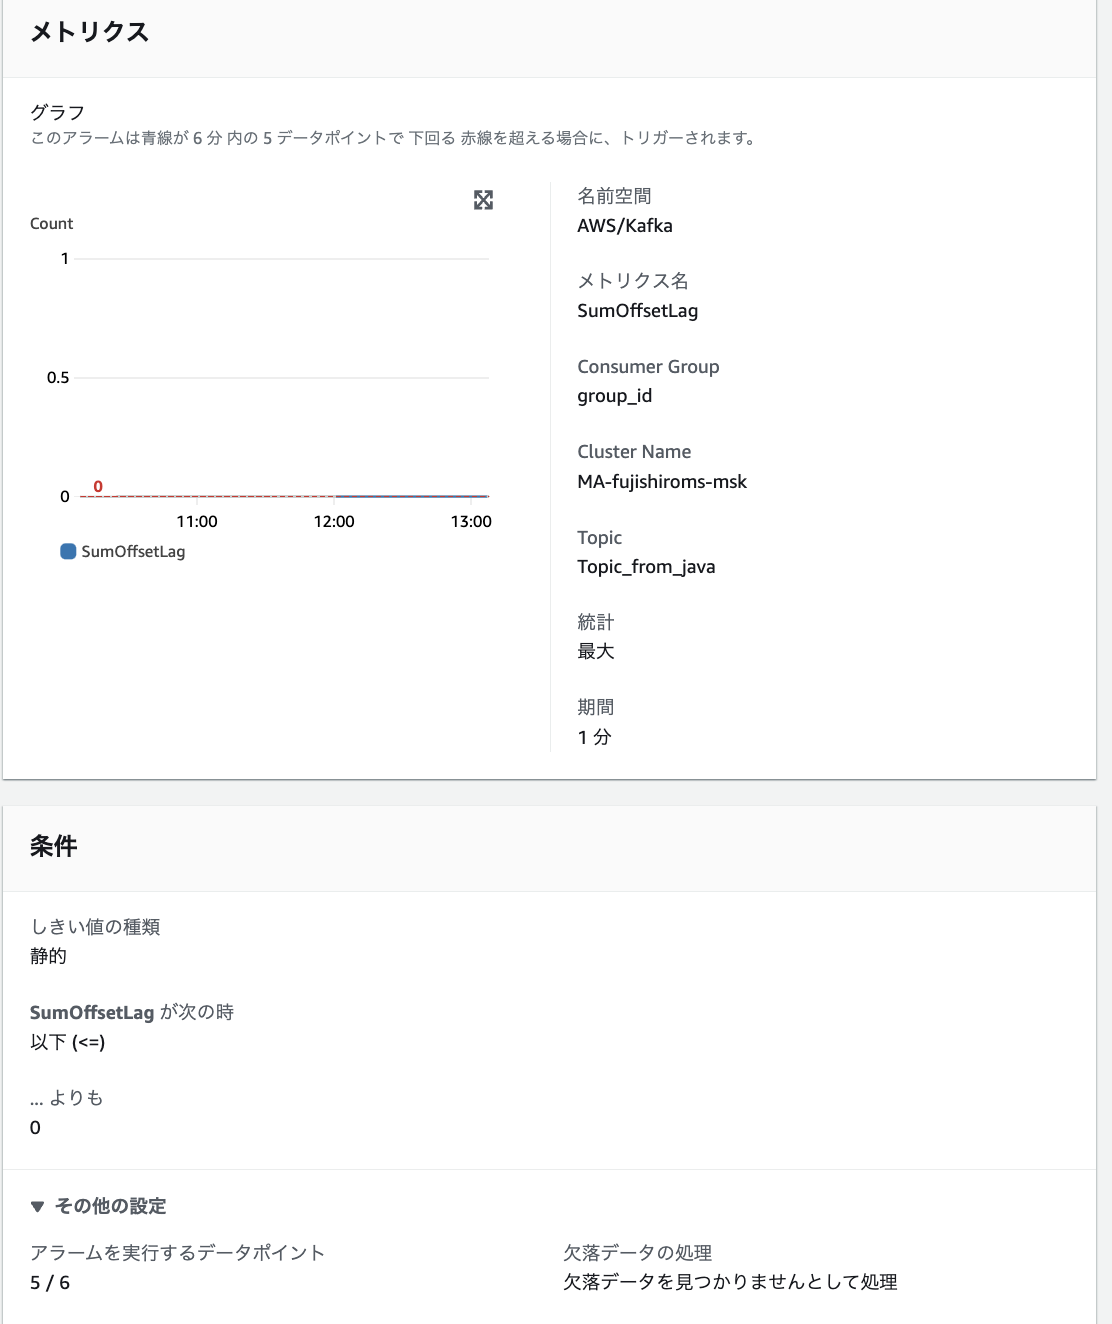 メトリクス
グラフ
このアラームは青線が 6 分 内の 5 データポイントで 下回る 赤線を超える場合に、トリガーされます。
Count
1
0.5
0
0
11:00
12:00
13:00
SumOffsetLag
名前空間
AWS/Kafka
メトリクス名
SumOffsetLag
Consumer Group
group_id
Cluster Name
MA-fujishiroms-msk
Topic
Topic_from_java
統計
最大
期間
1 分
条件
しきい値の種類
静的
SumOffsetLag が次の時
以下 (<=)
... よりも
0
▼ その他の設定
アラームを実行するデータポイント
5 / 6
欠落データの処理
欠落データを見つかりませんとして処理